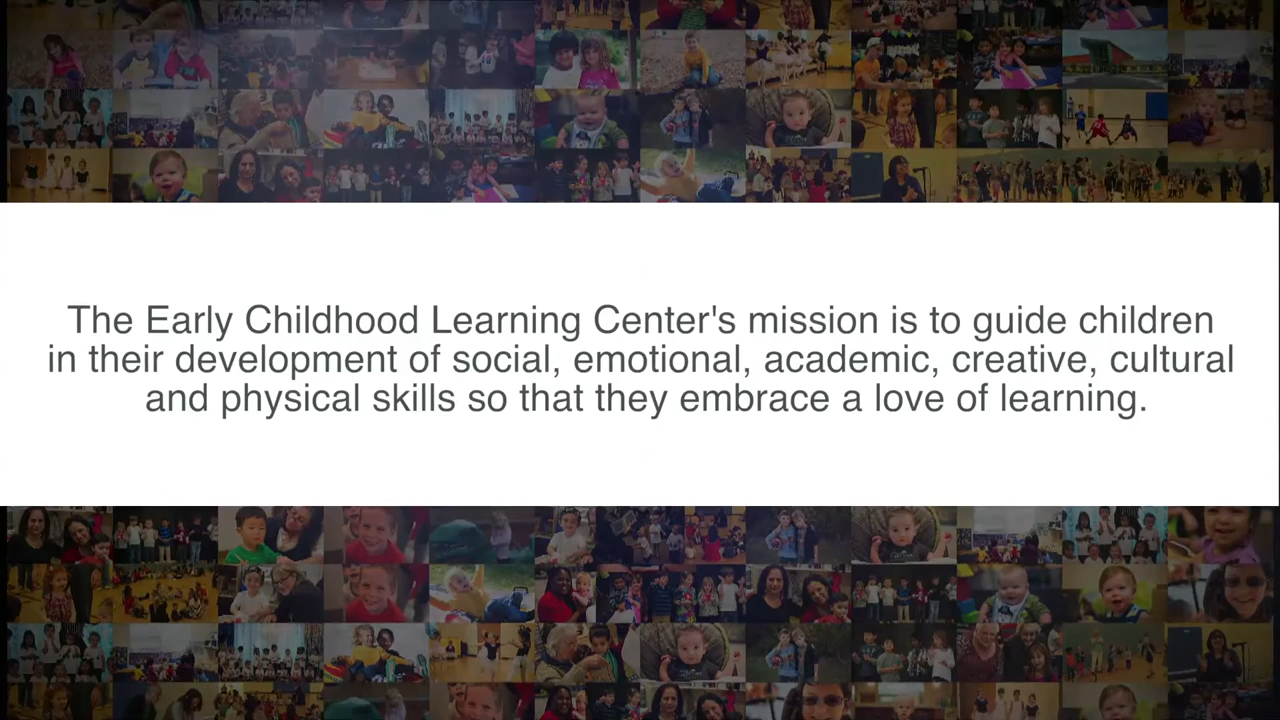 The Early Childhood Learning Center's mission is to guide children
in their development of social, emotional, academic, creative, cultural
and physical skills so that they embrace a love of learning.